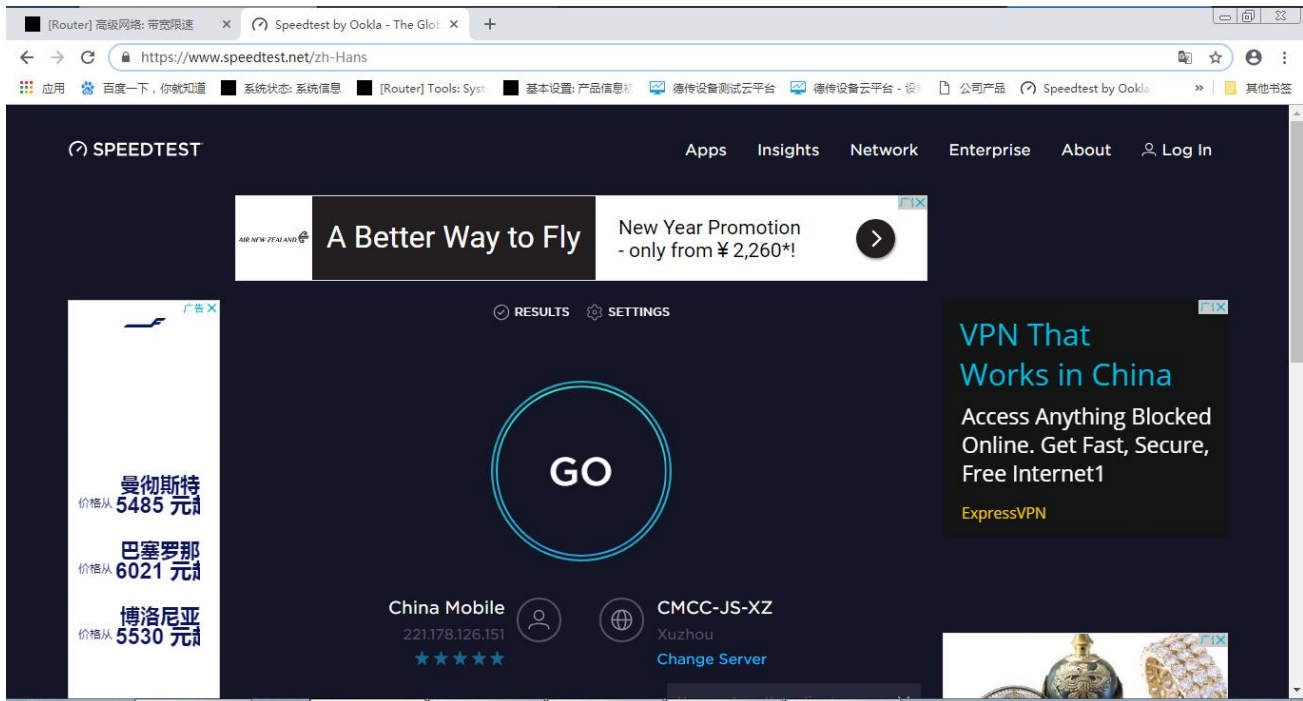 [Router] 高级网络: 带宽限速
Speedtest by Ookla - The Glo
https://www.speedtest.net/zh-Hans
应用
百度一下，你就知道
系统状态: 系统信息
[Router] Tools: Syst
基本设置: 产品信息
德传设备测试云平台
德传设备云平台 - 设
公司产品
Speedtest by Ookla
»
其他书签
SPEEDTEST
Apps
Insights
Network
Enterprise
About
Log In
AIR NEW ZEALAND
A Better Way to Fly
New Year Promotion
- only from ¥ 2,260*!
广告
RESULTS
SETTINGS
曼彻斯特
价格从 5485 元起
巴塞罗那
价格从 6021 元起
博洛尼亚
价格从 5530 元起
GO
VPN That
Works in China
Access Anything Blocked
Online. Get Fast, Secure,
Free Internet1
ExpressVPN
China Mobile
221.178.126.151
CMCC-JS-XZ
Xuzhou
Change Server